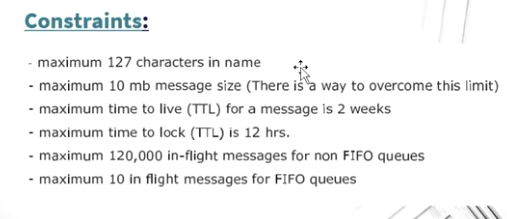 Constraints:
- maximum 127 characters in name
- maximum 10 mb message size (There is a way to overcome this limit)
- maximum time to live (TTL) for a message is 2 weeks
- maximum time to lock (TTL) is 12 hrs.
- maximum 120,000 in-flight messages for non FIFO queues
- maximum 10 in flight messages for FIFO queues